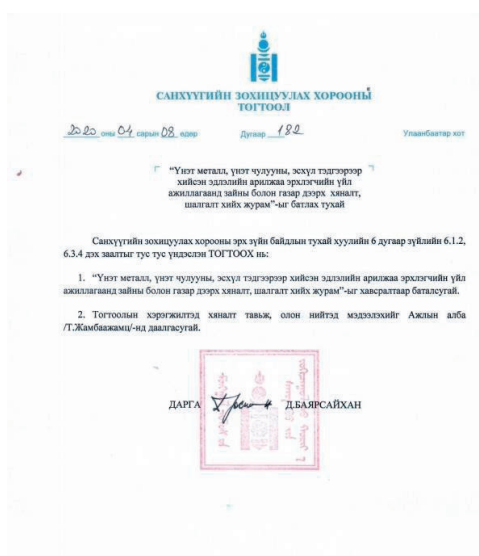 САНХҮҮГИЙН ЗОХИЦУУЛАХ ХОРООНЫ
ТОГТООЛ
2020 оны 04 сарын 08 өдөр Дугаар 182 Улаанбаатар хот
“Үнэт металл, үнэт чулууны, эсхүл тэдгээрээр
хийсэн эдлэлийн арилжаа эрхлэгчийн үйл
ажиллагаанд зайны болон газар дээрх хяналт,
шалгалт хийх журам”-ыг батлах тухай
Санхүүгийн зохицуулах хорооны эрх зүйн байдлын тухай хуулийн 6 дугаар зүйлийн 6.1.2,
6.3.4 дэх заалтыг тус тус үндэслэн ТОГТООХ нь:
1. “Үнэт металл, үнэт чулууны, эсхүл тэдгээрээр хийсэн эдлэлийн арилжаа эрхлэгчийн үйл
ажиллагаанд зайны болон газар дээрх хяналт, шалгалт хийх журам”-ыг хавсралтаар баталсугай.
2. Тогтоолын хэрэгжилтэд хяналт тавьж, олон нийтэд мэдээлэхийг Ажлын алба
/Т.Жамбаажамц/-нд даалгасугай.
ДАРГА Д.БАЯРСАЙХАН